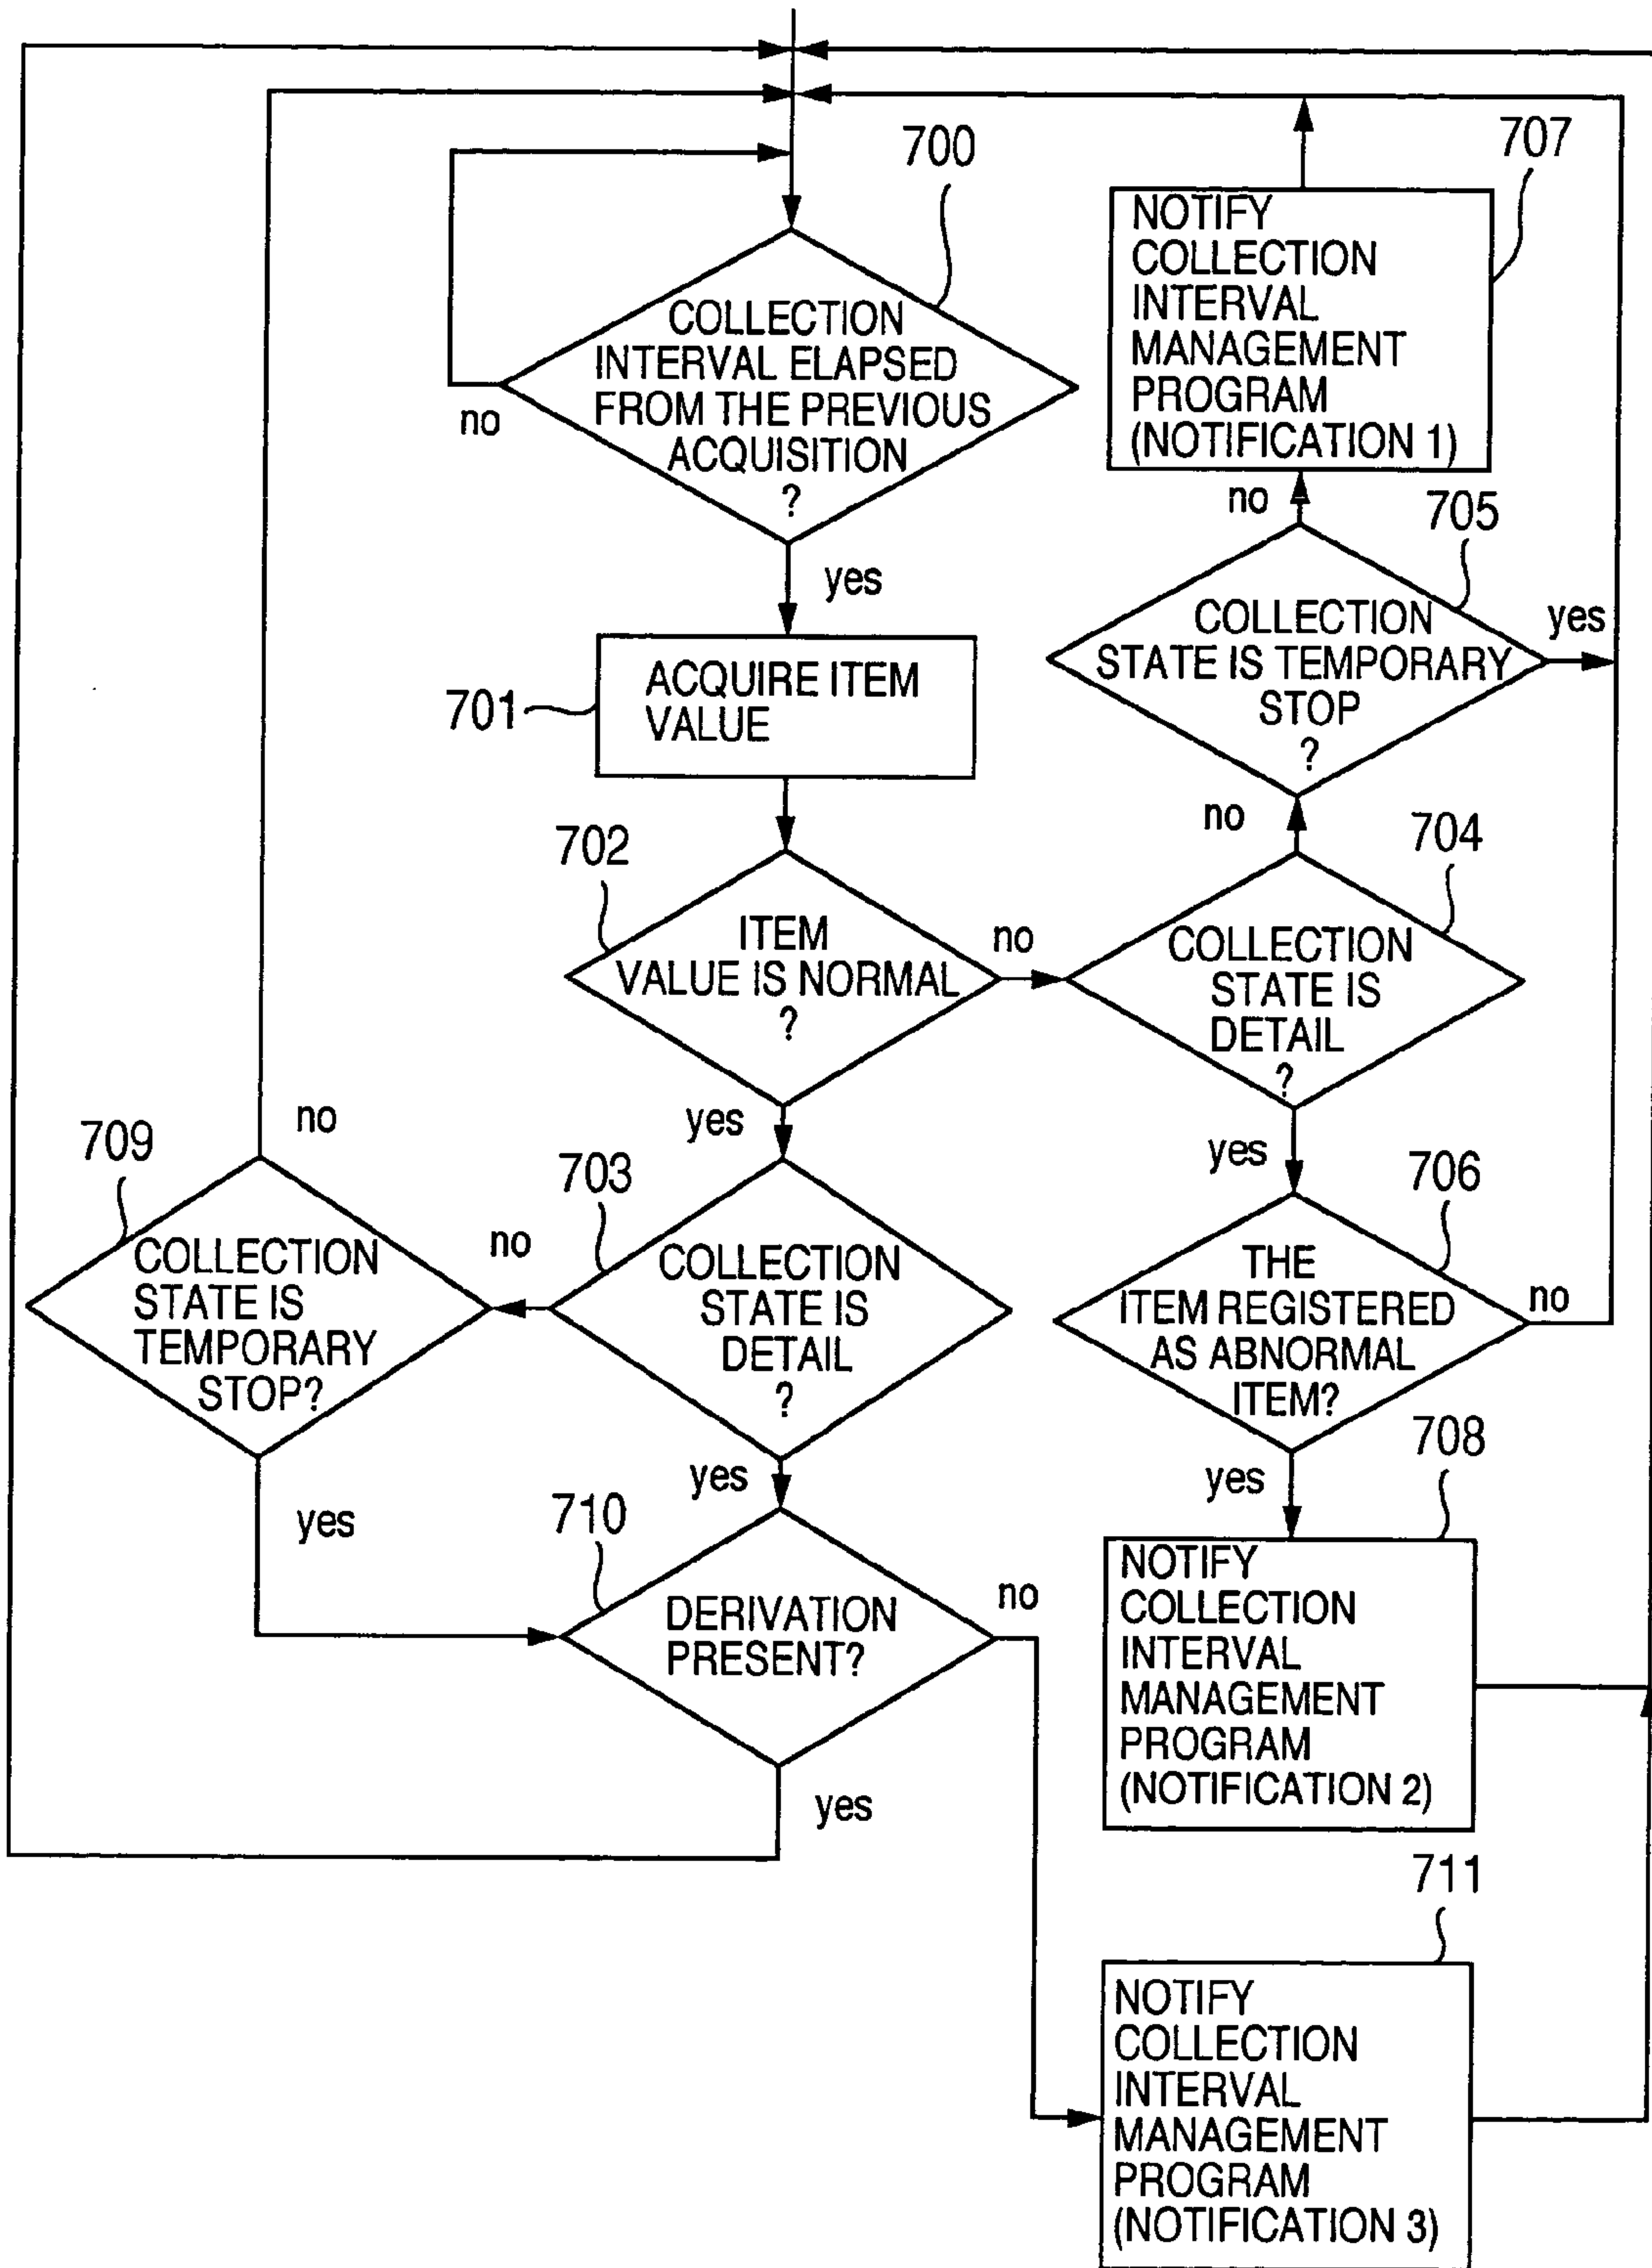 700
COLLECTION
INTERVAL ELAPSED
FROM THE PREVIOUS
ACQUISITION
?
no
yes
707
NOTIFY
COLLECTION
INTERVAL
MANAGEMENT
PROGRAM
(NOTIFICATION 1)
no
705
COLLECTION
STATE IS TEMPORARY
STOP
?
yes
no
701
ACQUIRE ITEM
VALUE
702
ITEM
VALUE IS NORMAL
?
no
yes
704
COLLECTION
STATE IS
DETAIL
?
yes
709
no
COLLECTION
STATE IS
TEMPORARY
STOP?
yes
703
no
COLLECTION
STATE IS
DETAIL
?
yes
706
THE
ITEM REGISTERED
AS ABNORMAL
ITEM?
no
yes
710
DERIVATION
PRESENT?
no
yes
708
NOTIFY
COLLECTION
INTERVAL
MANAGEMENT
PROGRAM
(NOTIFICATION 2)
711
NOTIFY
COLLECTION
INTERVAL
MANAGEMENT
PROGRAM
(NOTIFICATION 3)